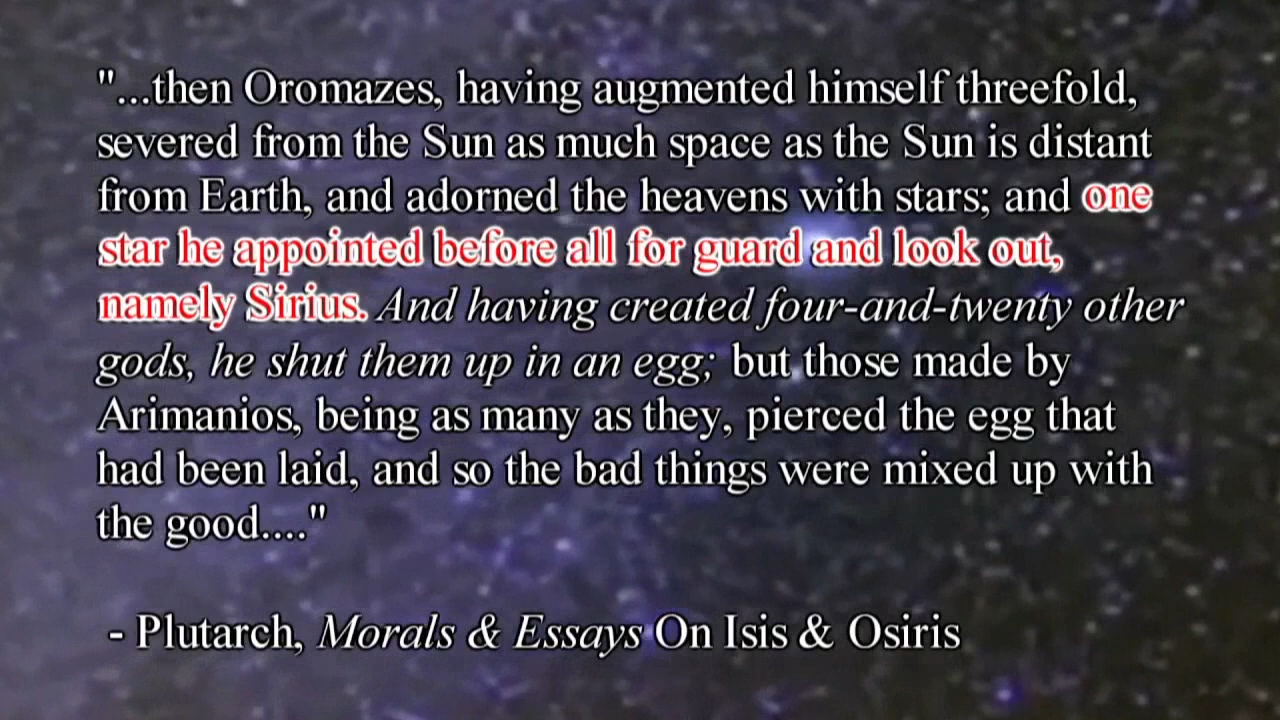 "...then Oromazes, having augmented himself threefold,
severed from the Sun as much space as the Sun is distant
from Earth, and adorned the heavens with stars; and one
star he appointed before all for guard and look out,
namely Sirius. And having created four-and-twenty other
gods, he shut them up in an egg; but those made by
Arimanios, being as many as they, pierced the egg that
had been laid, and so the bad things were mixed up with
the good...."
- Plutarch, Morals & Essays On Isis & Osiris